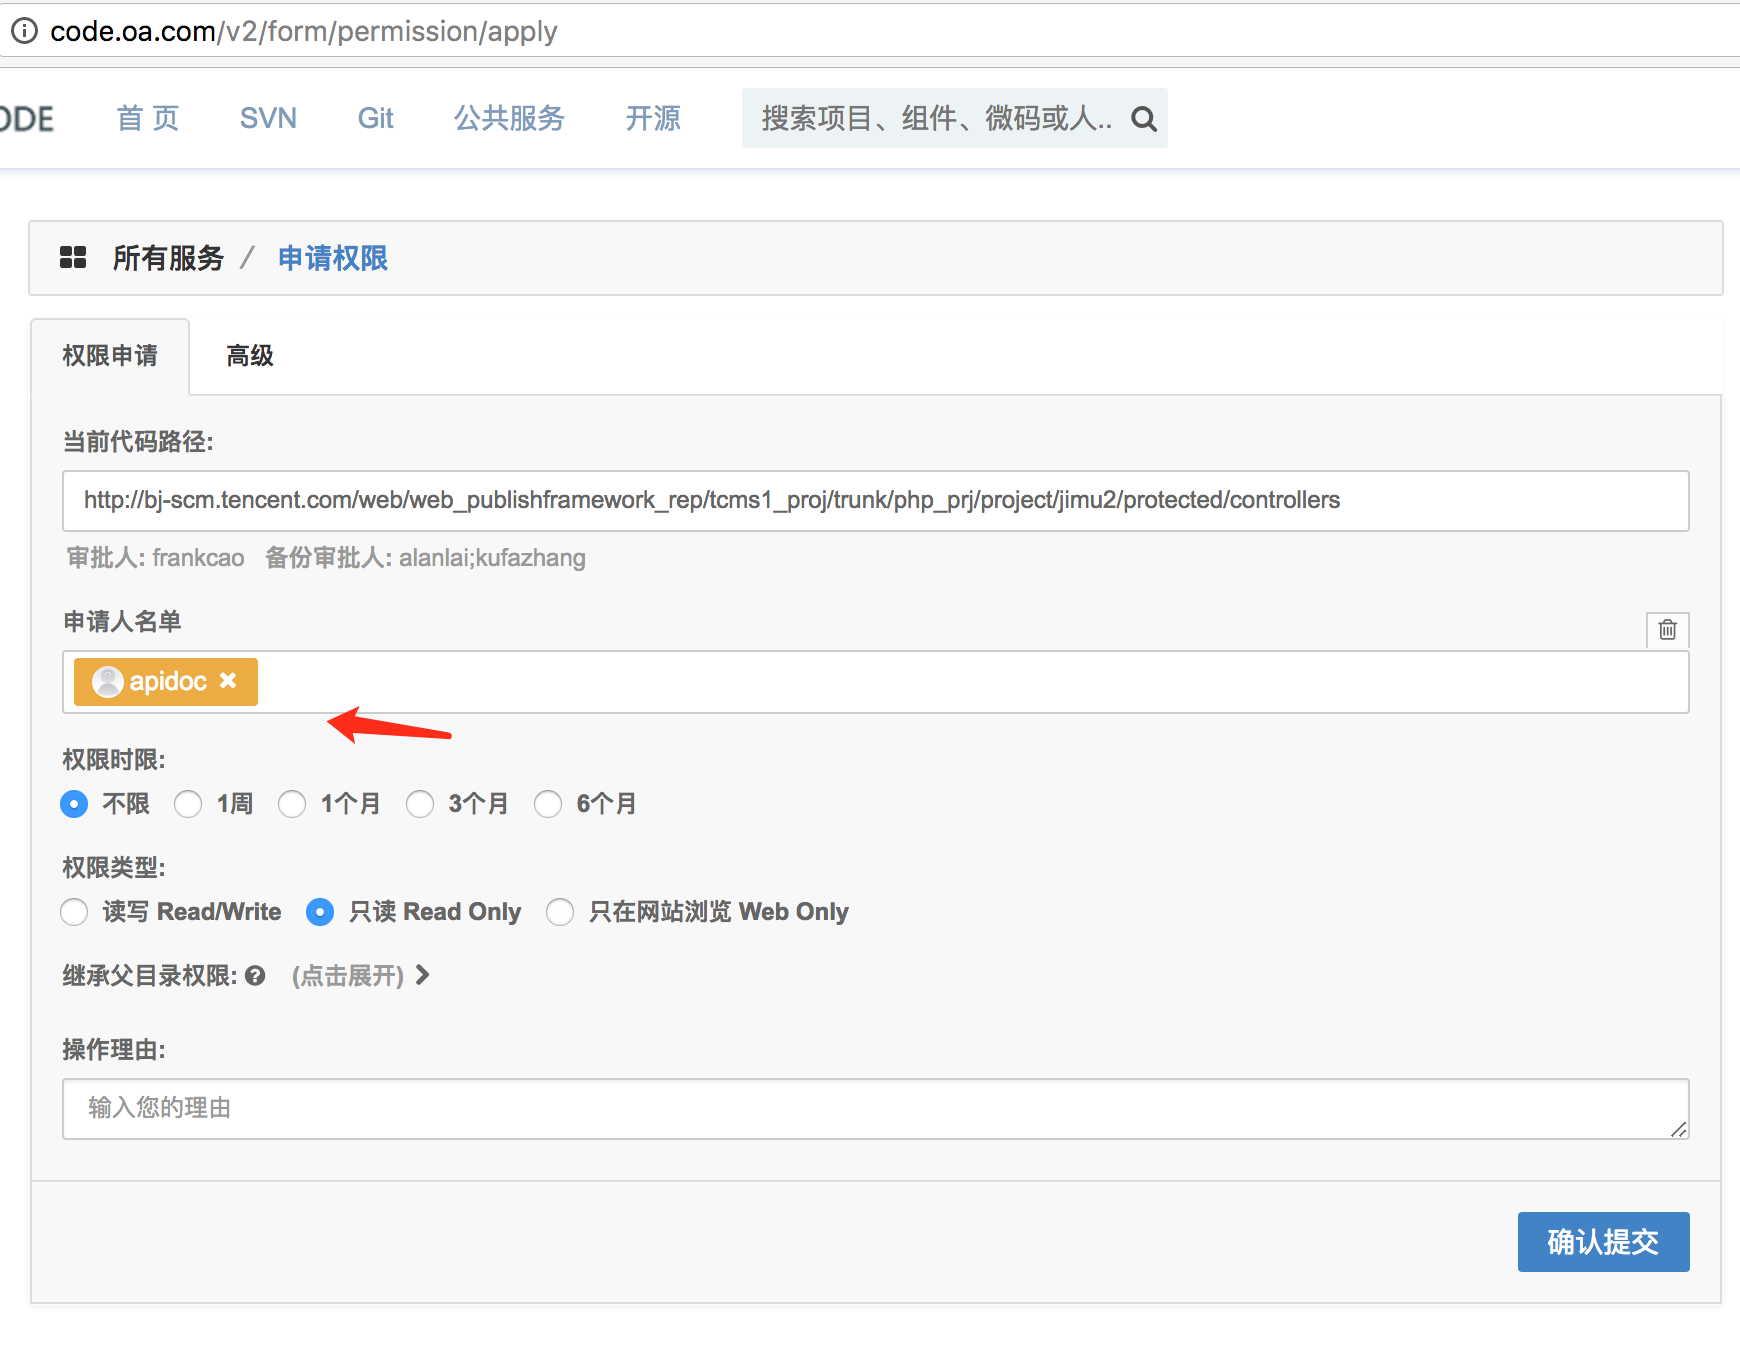 code.oa.com/v2/form/permission/apply
ODE 首 页 SVN Git 公共服务 开源 搜索项目、组件、微码或人..
所有服务 / 申请权限
权限申请 高级
当前代码路径:
http://bj-scm.tencent.com/web/web_publishframework_rep/tcms1_proj/trunk/php_prj/project/jimu2/protected/controllers
审批人: frankcao 备份审批人: alanlai;kufazhang
申请人名单
apidoc
权限时限:
不限 1周 1个月 3个月 6个月
权限类型:
读写 Read/Write 只读 Read Only 只在网站浏览 Web Only
继承父目录权限: (点击展开)
操作理由:
输入您的理由
确认提交